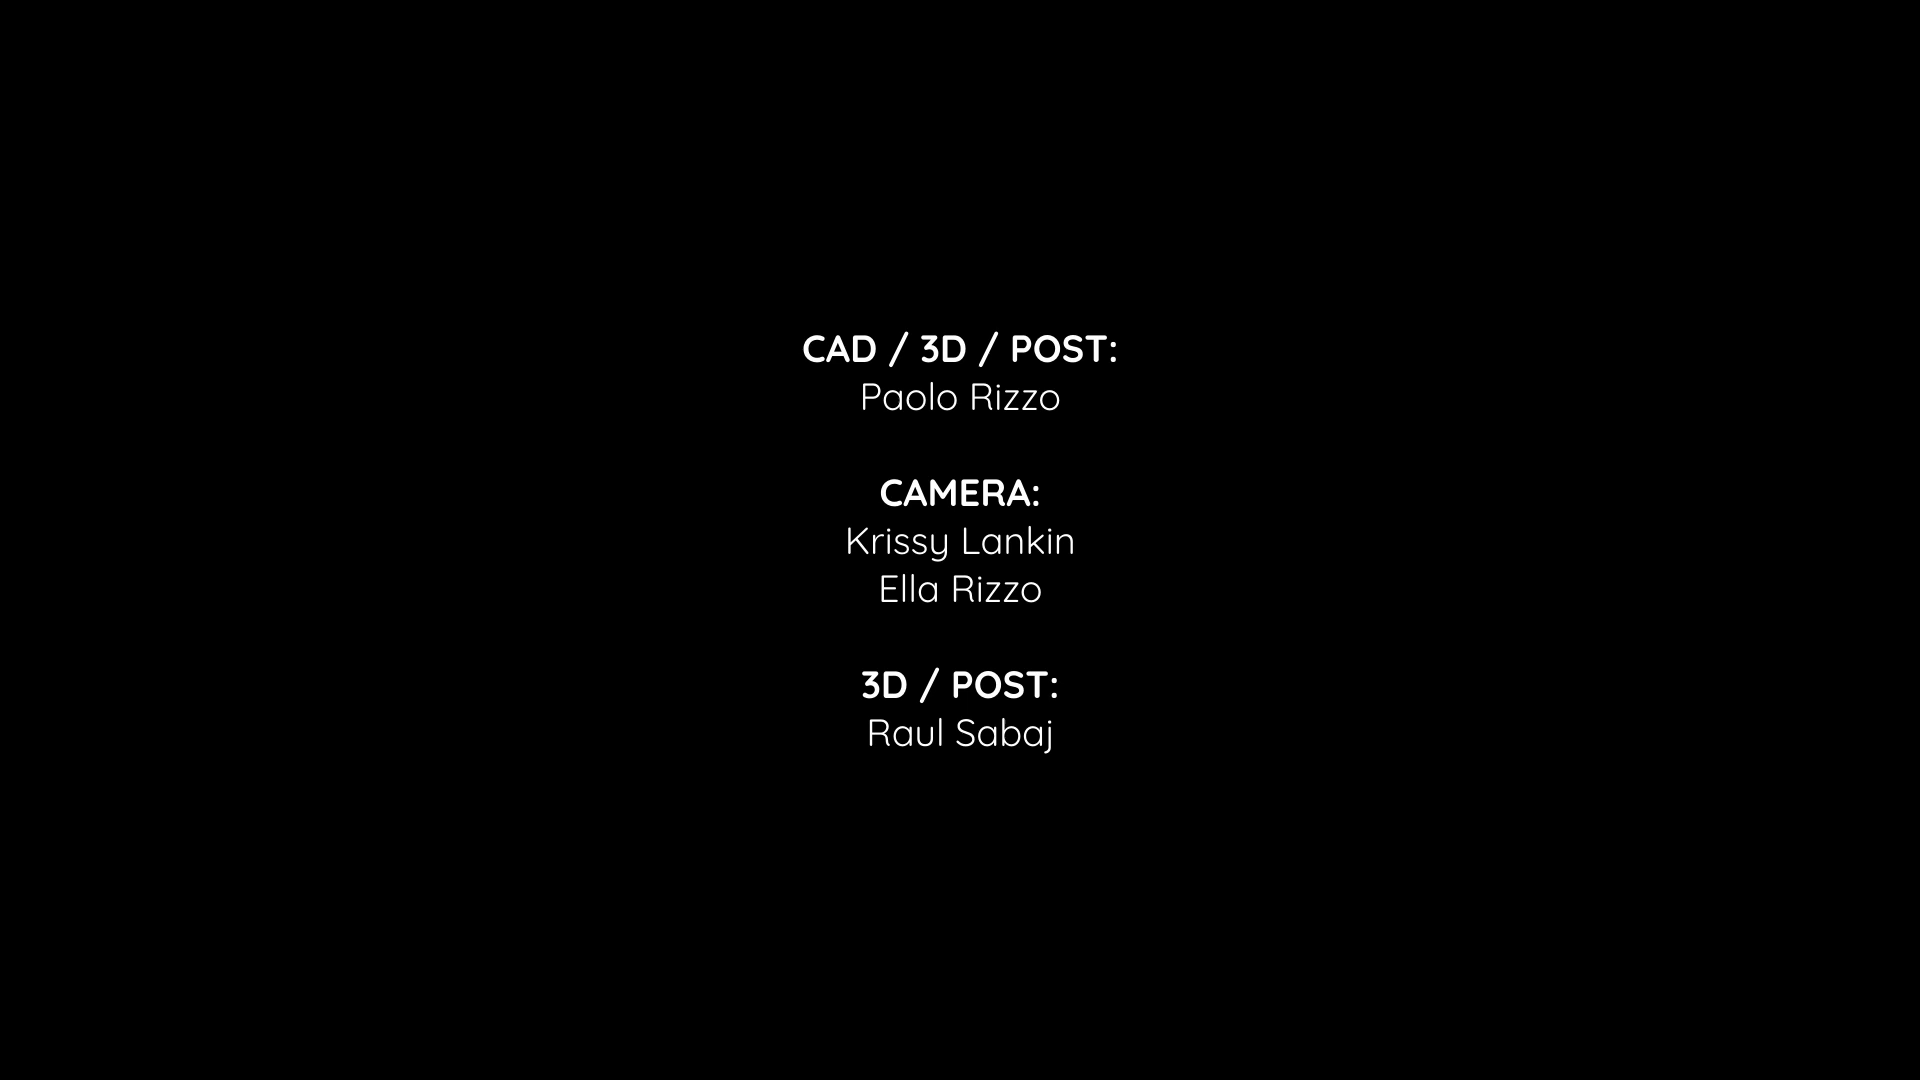 CAD / 3D / POST:
Paolo Rizzo
CAMERA:
Krissy Lankin
Ella Rizzo
3D / POST:
Raul Sabaj